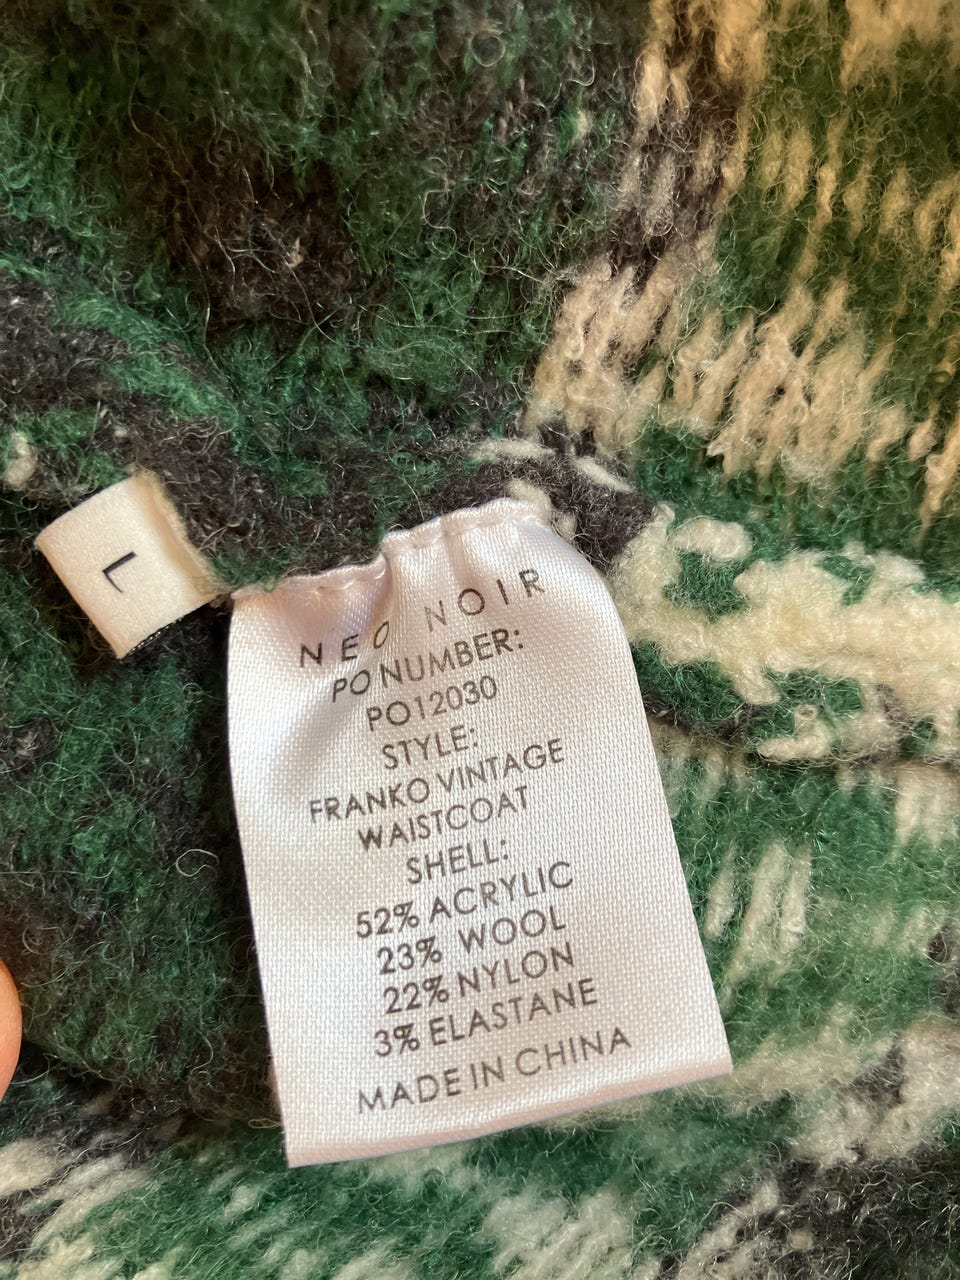 L
NEO NOIR
PO NUMBER:
PO12030
STYLE:
FRANKO VINTAGE
WAISTCOAT
SHELL:
52% ACRYLIC
23% WOOL
22% NYLON
3% ELASTANE
MADE IN CHINA